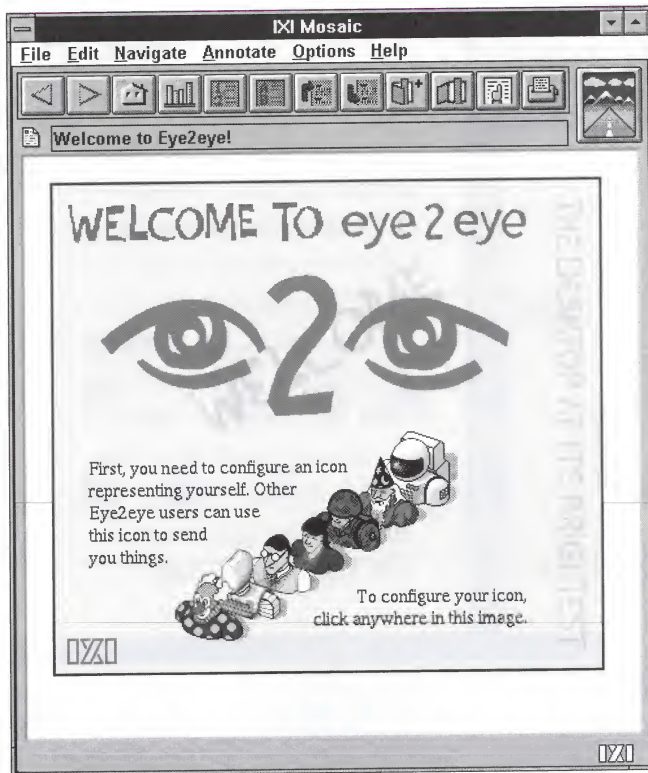 IXI Mosaic
File Edit Navigate Annotate Options Help
Welcome to Eye2eye!
WELCOME TO eye 2 eye
2
THE DESKTOP AT ITS BRIGHTEST
First, you need to configure an icon
representing yourself. Other
Eye2eye users can use
this icon to send
you things.
To configure your icon,
click anywhere in this image.
IXI
IXI